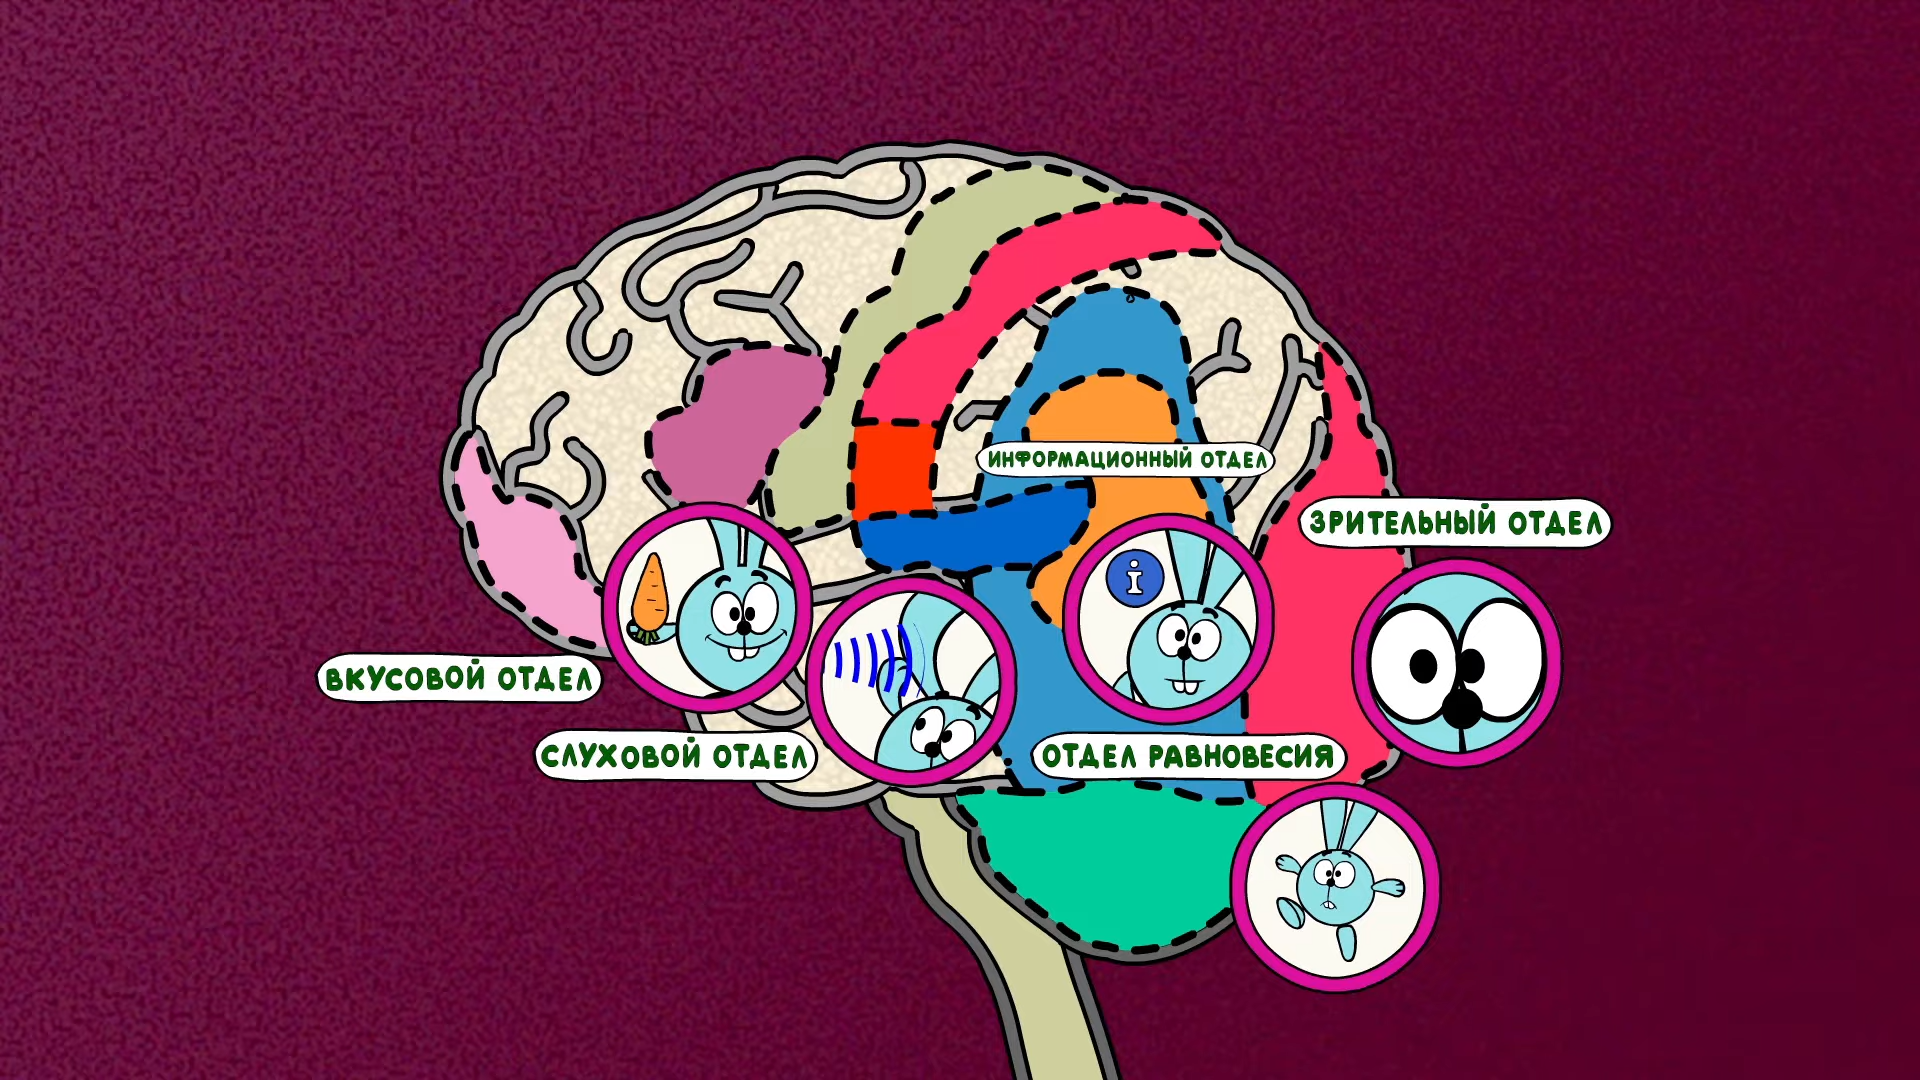 ИНФОРМАЦИОННЫЙ ОТДЕЛ
ЗРИТЕЛЬНЫЙ ОТДЕЛ
i
ВКУСОВОЙ ОТДЕЛ
СЛУХОВОЙ ОТДЕЛ
ОТДЕЛ РАВНОВЕСИЯ